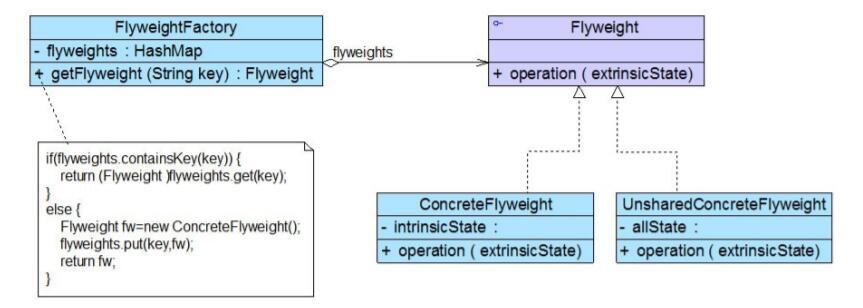 FlyweightFactory
- flyweights : HashMap
+ getFlyweight (String key) : Flyweight
flyweights
Flyweight
+ operation ( extrinsicState)
if(flyweights.containsKey(key)) {
return (Flyweight )flyweights.get(key);
}
else {
Flyweight fw=new ConcreteFlyweight();
flyweights.put(key,fw);
return fw;
}
ConcreteFlyweight
- intrinsicState :
+ operation ( extrinsicState)
UnsharedConcreteFlyweight
- allState :
+ operation ( extrinsicState)